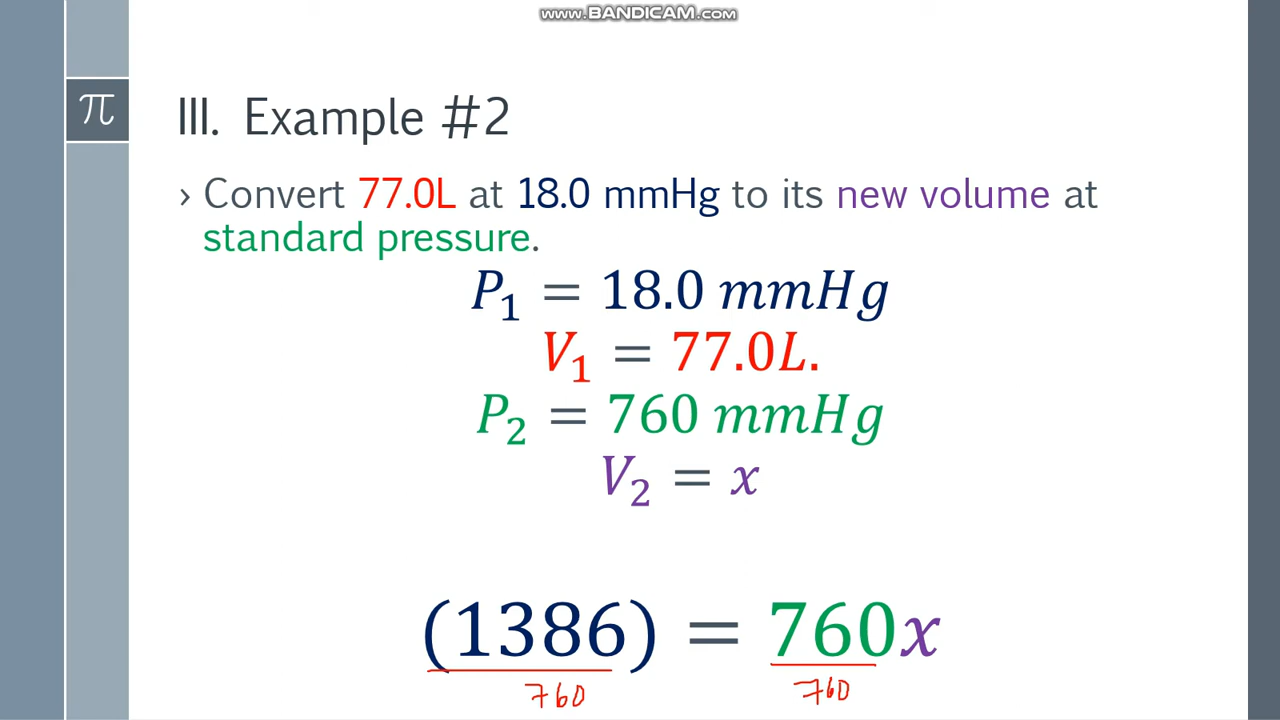 www.BANDICAM.com
π
III. Example #2
› Convert 77.0L at 18.0 mmHg to its new volume at
standard pressure.
P₁ = 18.0 mmHg
V₁ = 77.0L.
P₂ = 760 mmHg
V₂ = x
(1386) = 760x
760 760